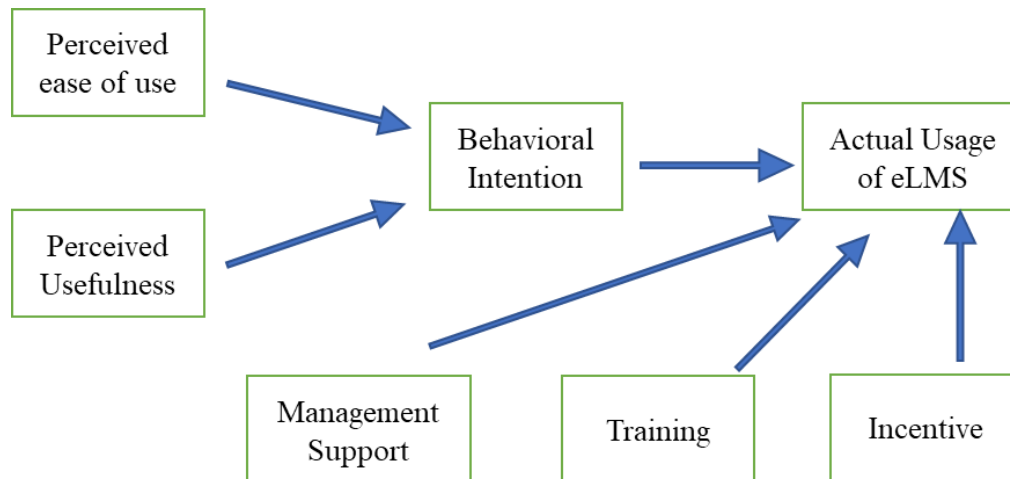 Perceived
ease of use
Behavioral
Intention
Actual Usage
of eLMS
Perceived
Usefulness
Management
Support
Training
Incentive